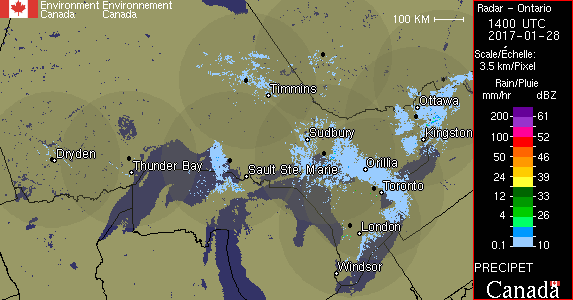 Environment Environnement
Canada Canada
100 KM
Timmins
Ottawa
Sudbury
Kingston
Dryden
Thunder Bay
Sault Ste. Marie
Orillia
Toronto
London
Windsor
Radar – Ontario
1400 UTC
2017-01-28
Scale/Échelle:
3.5 km/Pixel
Rain/Pluie
mm/hr dBZ
200 61
100 52
50 46
24 39
12 33
4 26
1 20
0.1 10
PRECIPET
Canada